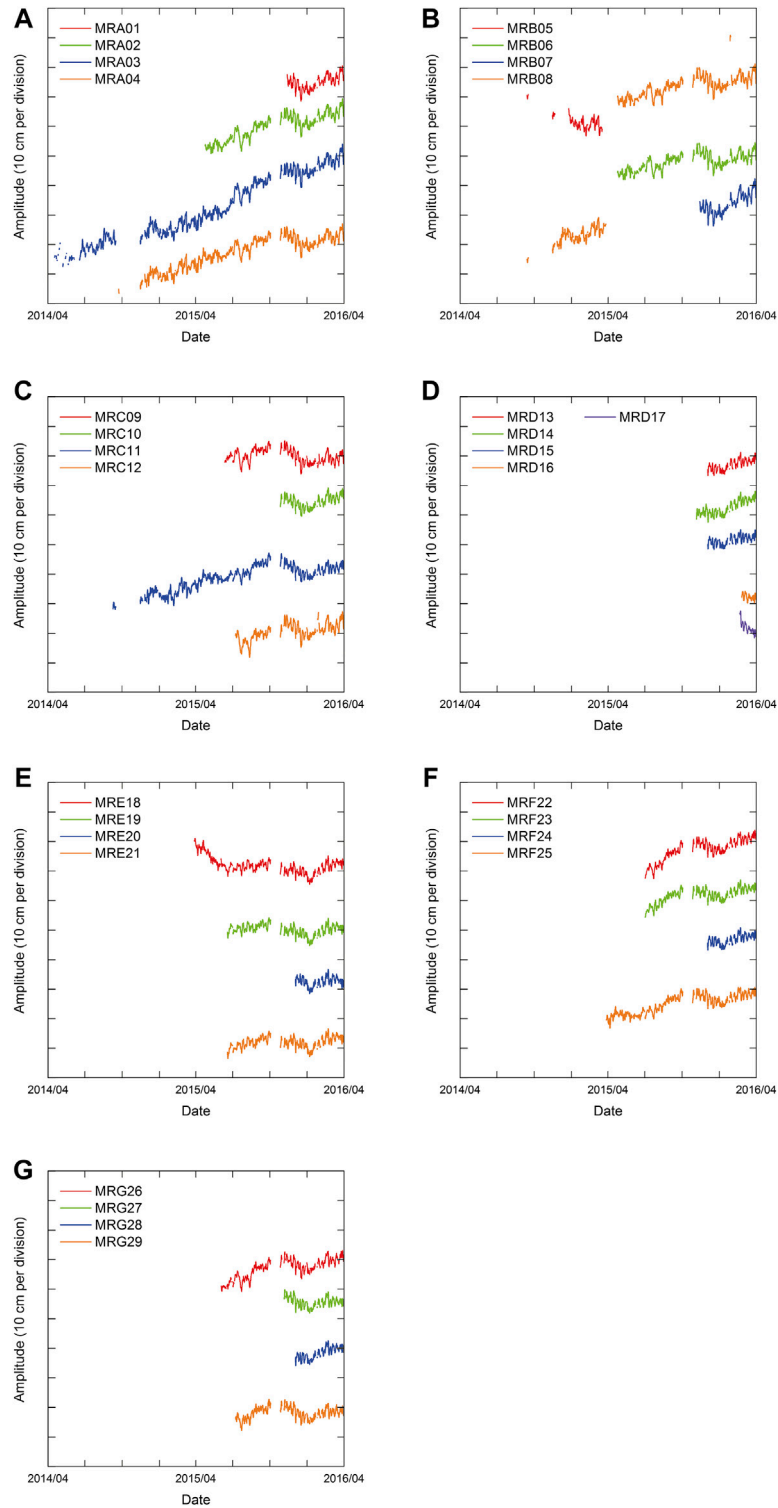 A
MRA01
MRA02
MRA03
MRA04
Amplitude (10 cm per division)
2014/04 2015/04 2016/04
Date
B
MRB05
MRB06
MRB07
MRB08
Amplitude (10 cm per division)
2014/04 2015/04 2016/04
Date
C
MRC09
MRC10
MRC11
MRC12
Amplitude (10 cm per division)
2014/04 2015/04 2016/04
Date
D
MRD13 MRD17
MRD14
MRD15
MRD16
Amplitude (10 cm per division)
2014/04 2015/04 2016/04
Date
E
MRE18
MRE19
MRE20
MRE21
Amplitude (10 cm per division)
2014/04 2015/04 2016/04
Date
F
MRF22
MRF23
MRF24
MRF25
Amplitude (10 cm per division)
2014/04 2015/04 2016/04
Date
G
MRG26
MRG27
MRG28
MRG29
Amplitude (10 cm per division)
2014/04 2015/04 2016/04
Date